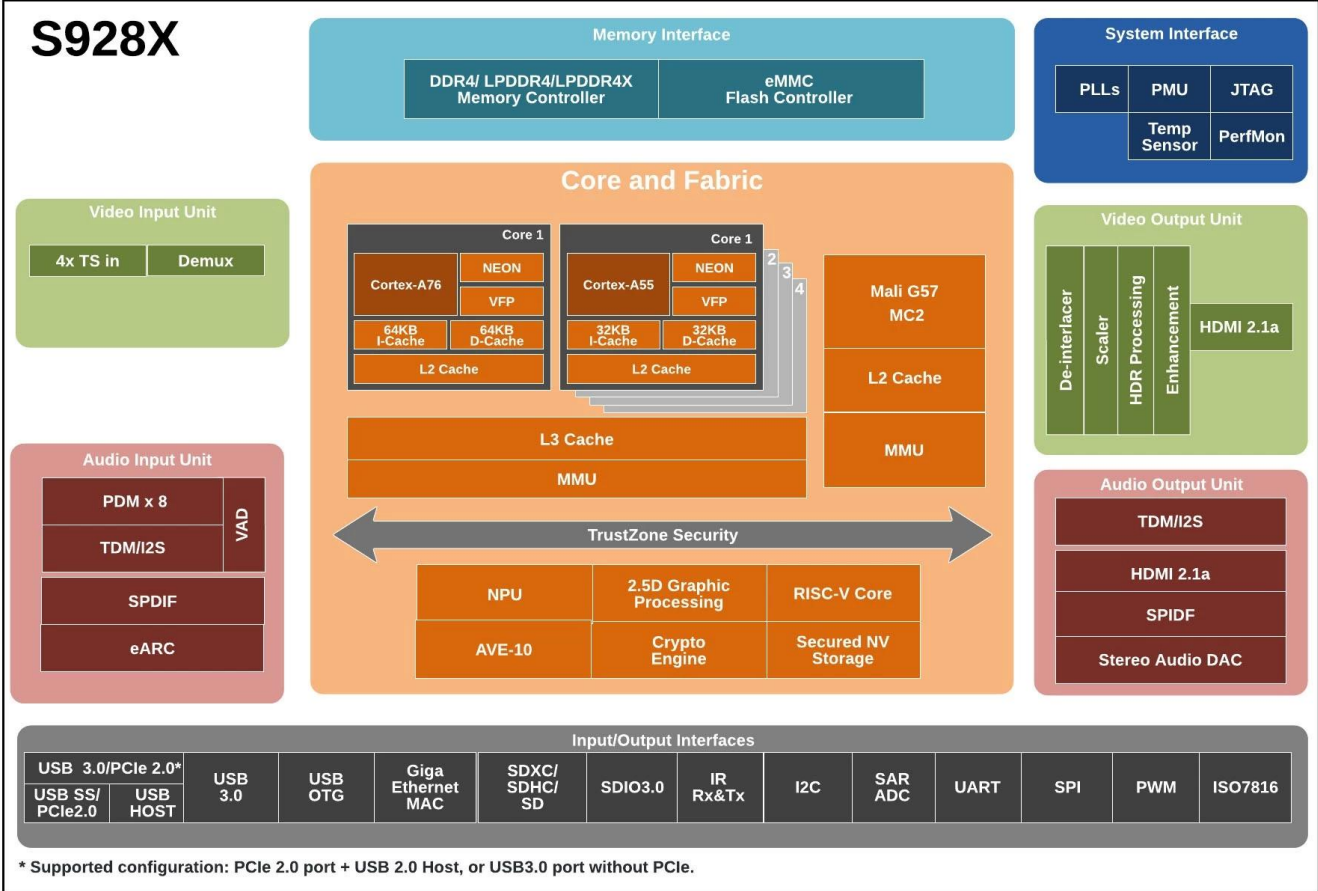 S928X
Memory Interface
DDR4/ LPDDR4/LPDDR4X
Memory Controller
eMMC
Flash Controller
System Interface
PLLs
PMU
JTAG
Temp
Sensor
PerfMon
Video Input Unit
4x TS in
Demux
Core and Fabric
Core 1
Cortex-A76
NEON
VFP
64KB
I-Cache
64KB
D-Cache
L2 Cache
Core 1
2
3
4
Cortex-A55
NEON
VFP
32KB
I-Cache
32KB
D-Cache
L2 Cache
Mali G57
MC2
L2 Cache
MMU
L3 Cache
MMU
TrustZone Security
NPU
2.5D Graphic
Processing
RISC-V Core
AVE-10
Crypto
Engine
Secured NV
Storage
Video Output Unit
De-interlacer
Scaler
HDR Processing
Enhancement
HDMI 2.1a
Audio Input Unit
PDM x 8
TDM/I2S
VAD
SPDIF
eARC
Audio Output Unit
TDM/I2S
HDMI 2.1a
SPIDF
Stereo Audio DAC
Input/Output Interfaces
USB 3.0/PCIe 2.0*
USB SS/
PCIe2.0
USB
HOST
USB
3.0
USB
OTG
Giga
Ethernet
MAC
SDXC/
SDHC/
SD
SDIO3.0
IR
Rx&Tx
I2C
SAR
ADC
UART
SPI
PWM
ISO7816
* Supported configuration: PCIe 2.0 port + USB 2.0 Host, or USB3.0 port without PCIe.